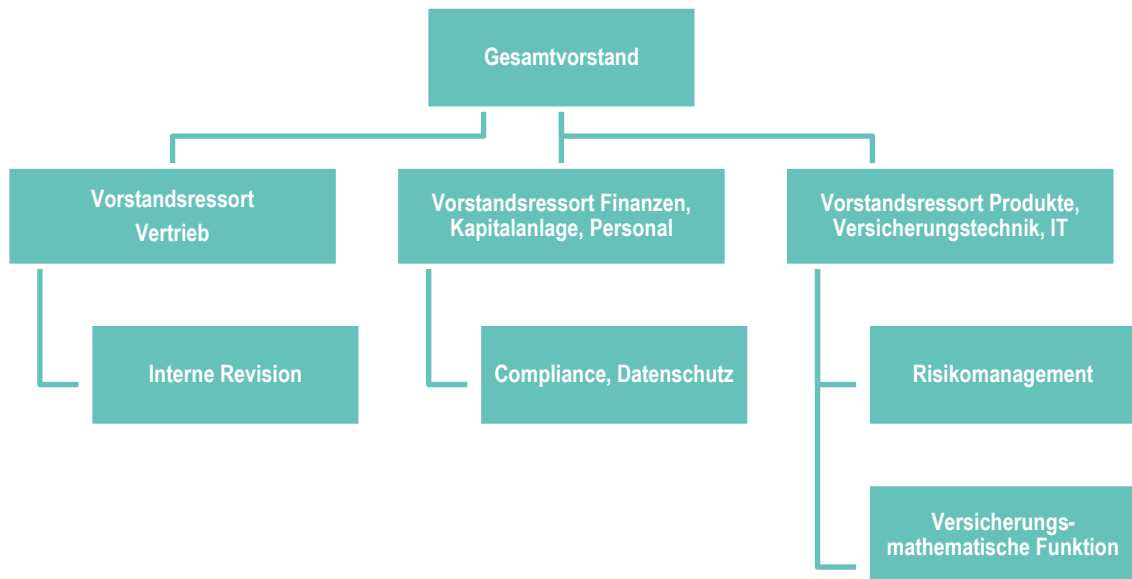 Gesamtvorstand
Vorstandsressort
Vertrieb
Vorstandsressort Finanzen,
Kapitalanlage, Personal
Vorstandsressort Produkte,
Versicherungstechnik, IT
Interne Revision
Compliance, Datenschutz
Risikomanagement
Versicherungs-
mathematische Funktion